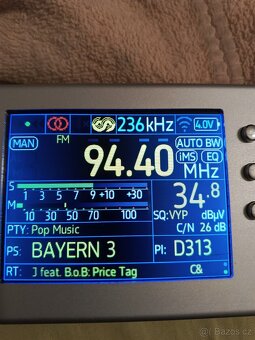 236kHz 4.0V
MAN FM AUTO BW
94.40 MHz iMS EQ
S 1 3 5 7 9 +10 +30 34.8 dBµV
M 10 30 50 70 100 130 SQ:VYP
PTY: Pop Music C/N 26 dB
PS: BAYERN 3 PI: D313
RT: J feat. B.o.B: Price Tag C&